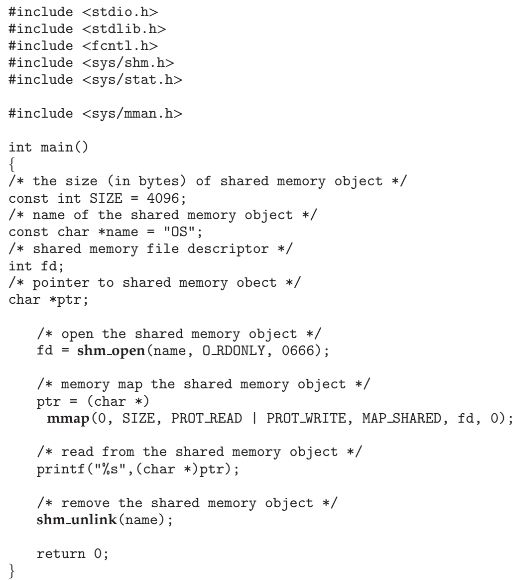 #include <stdio.h>
#include <stdlib.h>
#include <fcntl.h>
#include <sys/shm.h>
#include <sys/stat.h>

#include <sys/mman.h>

int main()
{
/* the size (in bytes) of shared memory object */
const int SIZE = 4096;
/* name of the shared memory object */
const char *name = "OS";
/* shared memory file descriptor */
int fd;
/* pointer to shared memory obect */
char *ptr;

/* open the shared memory object */
fd = shm_open(name, O_RDONLY, 0666);

/* memory map the shared memory object */
ptr = (char *)
mmap(0, SIZE, PROT_READ | PROT_WRITE, MAP_SHARED, fd, 0);

/* read from the shared memory object */
printf("%s",(char *)ptr);

/* remove the shared memory object */
shm_unlink(name);

return 0;
}